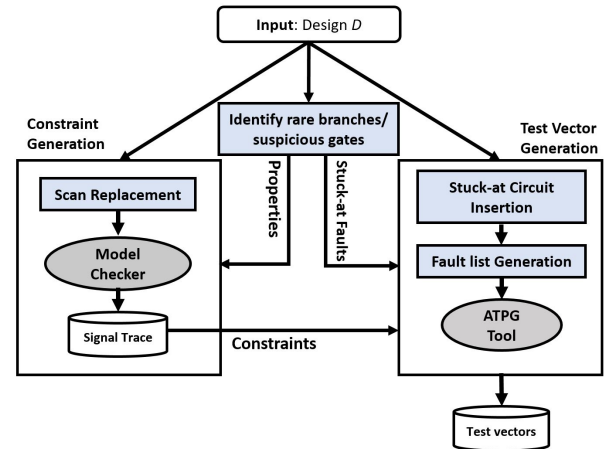 Input: Design D
Identify rare branches/
suspicious gates
Constraint
Generation
Test Vector
Generation
Scan Replacement
Model
Checker
Signal Trace
Properties
Stuck-at Faults
Constraints
Stuck-at Circuit
Insertion
Fault list Generation
ATPG
Tool
Test vectors